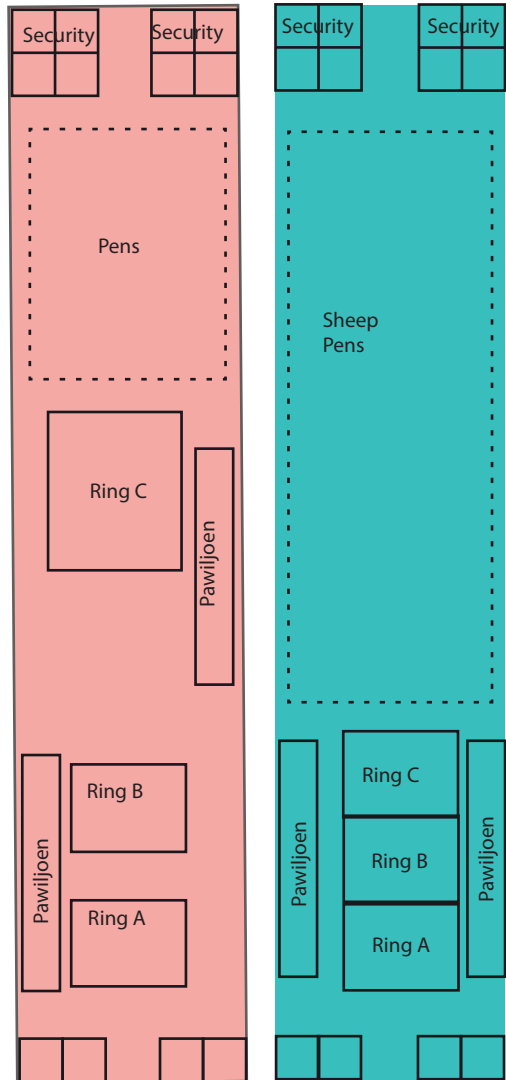 Security
Security
Pens
Ring C
Pawiljoen
Ring B
Pawiljoen
Ring A
Security
Security
Sheep
Pens
Ring C
Pawiljoen
Ring B
Pawiljoen
Ring A